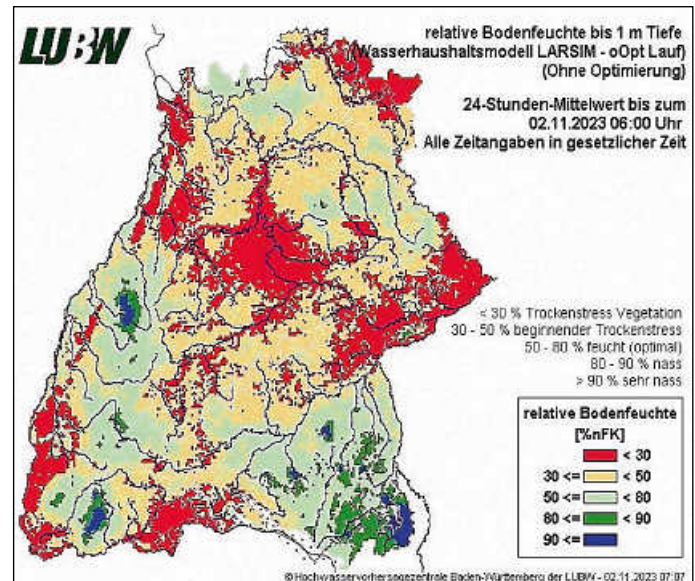 LUBW
relative Bodenfeuchte bis 1 m Tiefe
(Wasserhaushaltsmodell LARSIM - oOpt Lauf)
(Ohne Optimierung)
24-Stunden-Mittelwert bis zum
02.11.2023 06:00 Uhr
Alle Zeitangaben in gesetzlicher Zeit
< 30 % Trockenstress Vegetation
30 - 50 % beginnender Trockenstress
50 - 80 % feucht (optimal)
80 - 90 % nass
> 90 % sehr nass
relative Bodenfeuchte
[%nFK]
< 30
30 <= < 50
50 <= < 80
80 <= < 90
90 <=
© Hochwasservorhersagezentrale Baden-Württemberg der LUBW - 02.11.2023 07:07